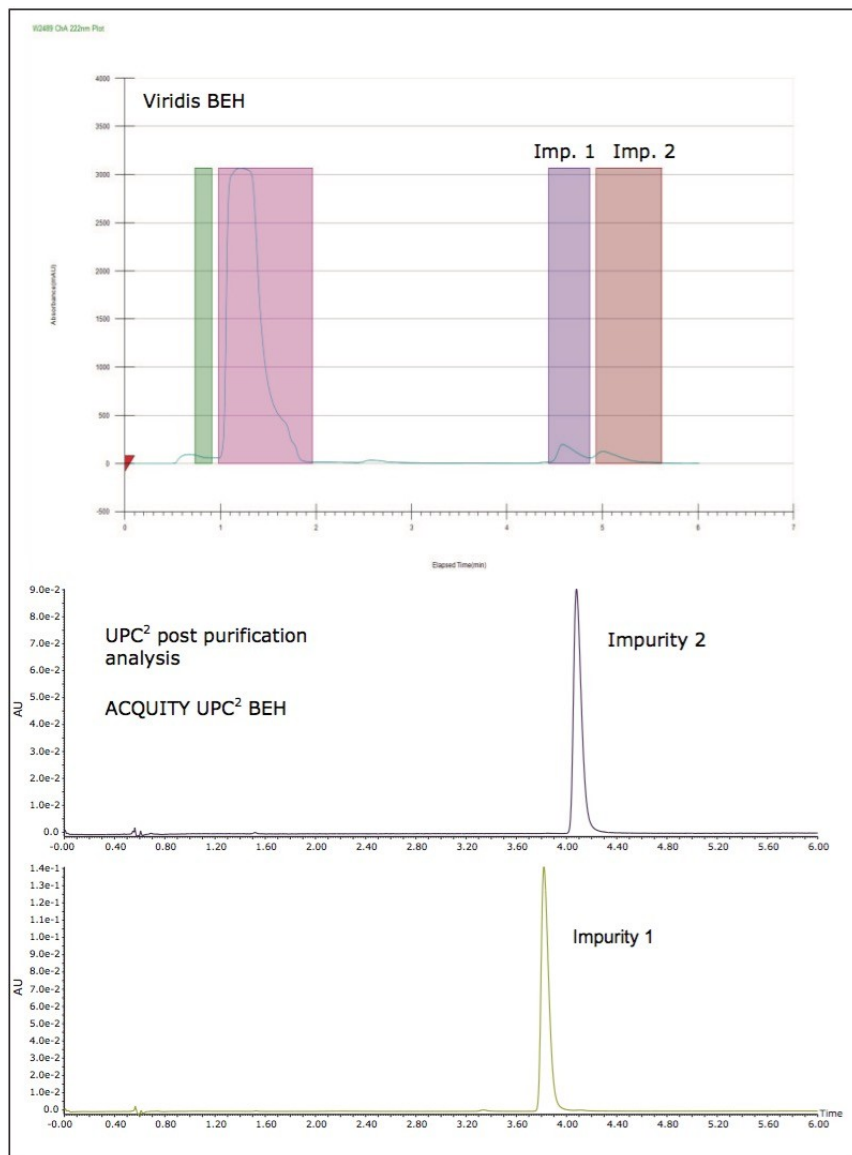 W2489 ChA 222nm Plot
Viridis BEH
Imp. 1 Imp. 2
4000
3500
3000
2500
2000
1500
1000
500
0
-500
Absorbance(mAU)
0 1 2 3 4 5 6 7
Elapsed Time(min)
UPC² post purification
analysis
ACQUITY UPC² BEH
Impurity 2
AU
9.0e-2
8.0e-2
7.0e-2
6.0e-2
5.0e-2
4.0e-2
3.0e-2
2.0e-2
1.0e-2
0.0
-0.00 0.40 0.80 1.20 1.60 2.00 2.40 2.80 3.20 3.60 4.00 4.40 4.80 5.20 5.60 6.00
Impurity 1
AU
1.4e-1
1.3e-1
1.2e-1
1.1e-1
1.0e-1
9.0e-2
8.0e-2
7.0e-2
6.0e-2
5.0e-2
4.0e-2
3.0e-2
2.0e-2
1.0e-2
0.0
Time
-0.00 0.40 0.80 1.20 1.60 2.00 2.40 2.80 3.20 3.60 4.00 4.40 4.80 5.20 5.60 6.00